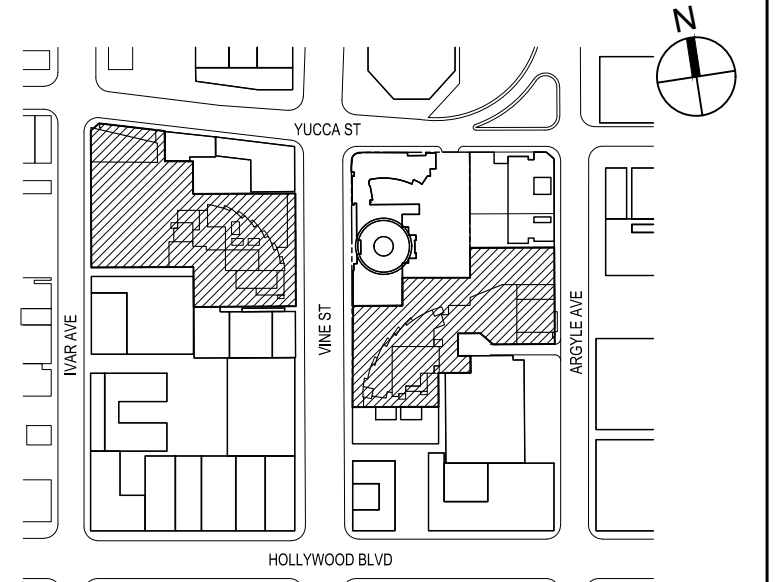 N
YUCCA ST
IVAR AVE
VINE ST
ARGYLE AVE
HOLLYWOOD BLVD